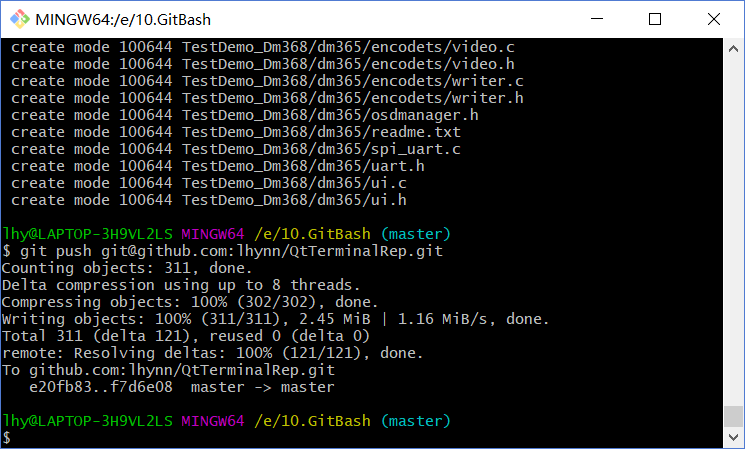 MINGW64:/e/10.GitBash
create mode 100644 TestDemo_Dm368/dm365/encodets/video.c
create mode 100644 TestDemo_Dm368/dm365/encodets/video.h
create mode 100644 TestDemo_Dm368/dm365/encodets/writer.c
create mode 100644 TestDemo_Dm368/dm365/encodets/writer.h
create mode 100644 TestDemo_Dm368/dm365/osdmanager.h
create mode 100644 TestDemo_Dm368/dm365/readme.txt
create mode 100644 TestDemo_Dm368/dm365/spi_uart.c
create mode 100644 TestDemo_Dm368/dm365/uart.h
create mode 100644 TestDemo_Dm368/dm365/ui.c
create mode 100644 TestDemo_Dm368/dm365/ui.h
lhy@LAPTOP-3H9VL2LS MINGW64 /e/10.GitBash (master)
$ git push git@github.com:lhynn/QtTerminalRep.git
Counting objects: 311, done.
Delta compression using up to 8 threads.
Compressing objects: 100% (302/302), done.
Writing objects: 100% (311/311), 2.45 MiB | 1.16 MiB/s, done.
Total 311 (delta 121), reused 0 (delta 0)
remote: Resolving deltas: 100% (121/121), done.
To github.com:lhynn/QtTerminalRep.git
e20fb83..f7d6e08  master -> master
lhy@LAPTOP-3H9VL2LS MINGW64 /e/10.GitBash (master)
$